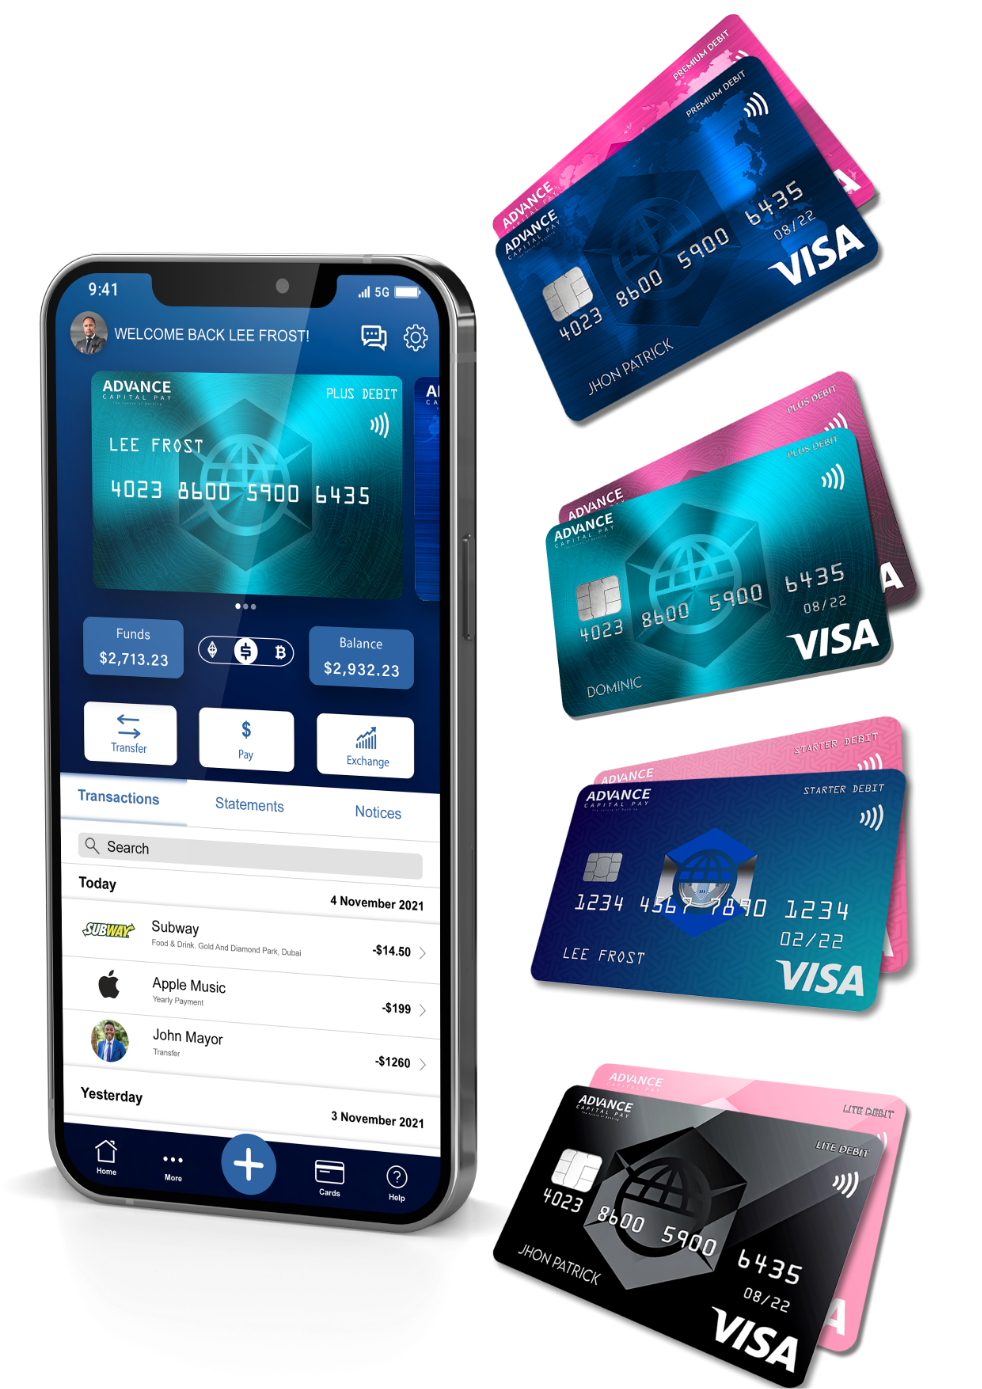 9:41
5G
WELCOME BACK LEE FROST!
ADVANCE
CAPITAL PAY
PLUS DEBIT
LEE FROST
4023 8600 5900 6435
Funds
$2,713.23
Balance
$2,932.23
Transfer
$
Pay
Exchange
Transactions
Statements
Notices
Search
Today
4 November 2021
SUBWAY
Subway
Food & Drink. Gold And Diamond Park, Dubai
-$14.50
Apple Music
Yearly Payment
-$199
John Mayor
Transfer
-$1260
Yesterday
3 November 2021
Home
More
Cards
Help
PREMIUM DEBIT
ADVANCE
PREMIUM DEBIT
ADVANCE
CAPITAL PAY
4023 8600 5900 6435
08/22
JHON PATRICK
VISA
PLUS DEBIT
ADVANCE
PLUS DEBIT
ADVANCE
CAPITAL PAY
4023 8600 5900 6435
08/22
DOMINIC
VISA
STARTER DEBIT
ADVANCE
STARTER DEBIT
ADVANCE
CAPITAL PAY
1234 4567 7890 1234
02/22
LEE FROST
VISA
ADVANCE
CAPITAL PAY
LITE DEBIT
ADVANCE
CAPITAL PAY
LITE DEBIT
4023 8600 5900 6435
08/22
JHON PATRICK
VISA